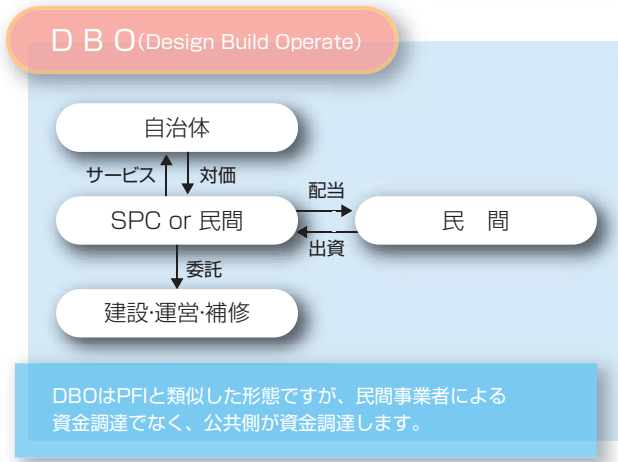 D B O(Design Build Operate)
自治体
サービス 対価
配当
SPC or 民間 民 間
出資
委託
建設・運営・補修
DBOはPFIと類似した形態ですが、民間事業者による
資金調達でなく、公共側が資金調達します。